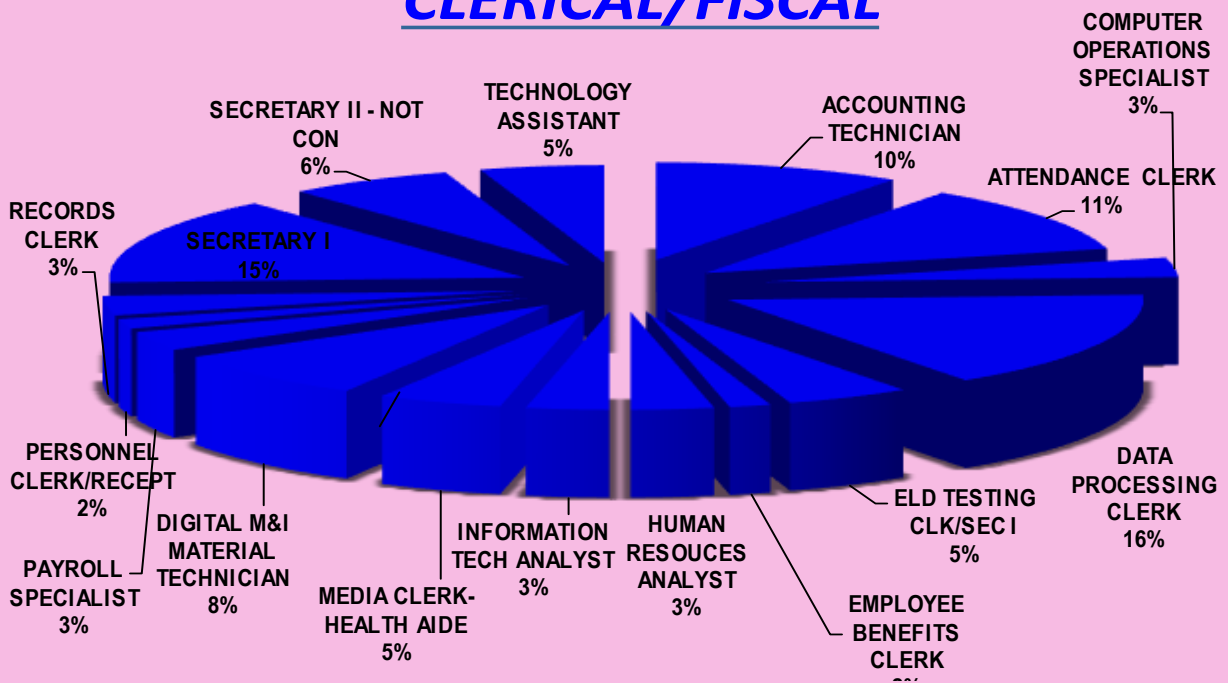 CLERICAL/FISCAL
COMPUTER
OPERATIONS
SPECIALIST
3%
TECHNOLOGY
ASSISTANT
5%
ACCOUNTING
TECHNICIAN
10%
SECRETARY II - NOT
CON
6%
ATTENDANCE CLERK
11%
RECORDS
CLERK
3%
SECRETARY I
15%
PERSONNEL
CLERK/RECEPT
2%
DATA
PROCESSING
CLERK
16%
ELD TESTING
CLK/SEC I
5%
DIGITAL M&I
MATERIAL
TECHNICIAN
8%
INFORMATION
TECH ANALYST
3%
HUMAN
RESOUCES
ANALYST
3%
PAYROLL
SPECIALIST
3%
MEDIA CLERK-
HEALTH AIDE
5%
EMPLOYEE
BENEFITS
CLERK